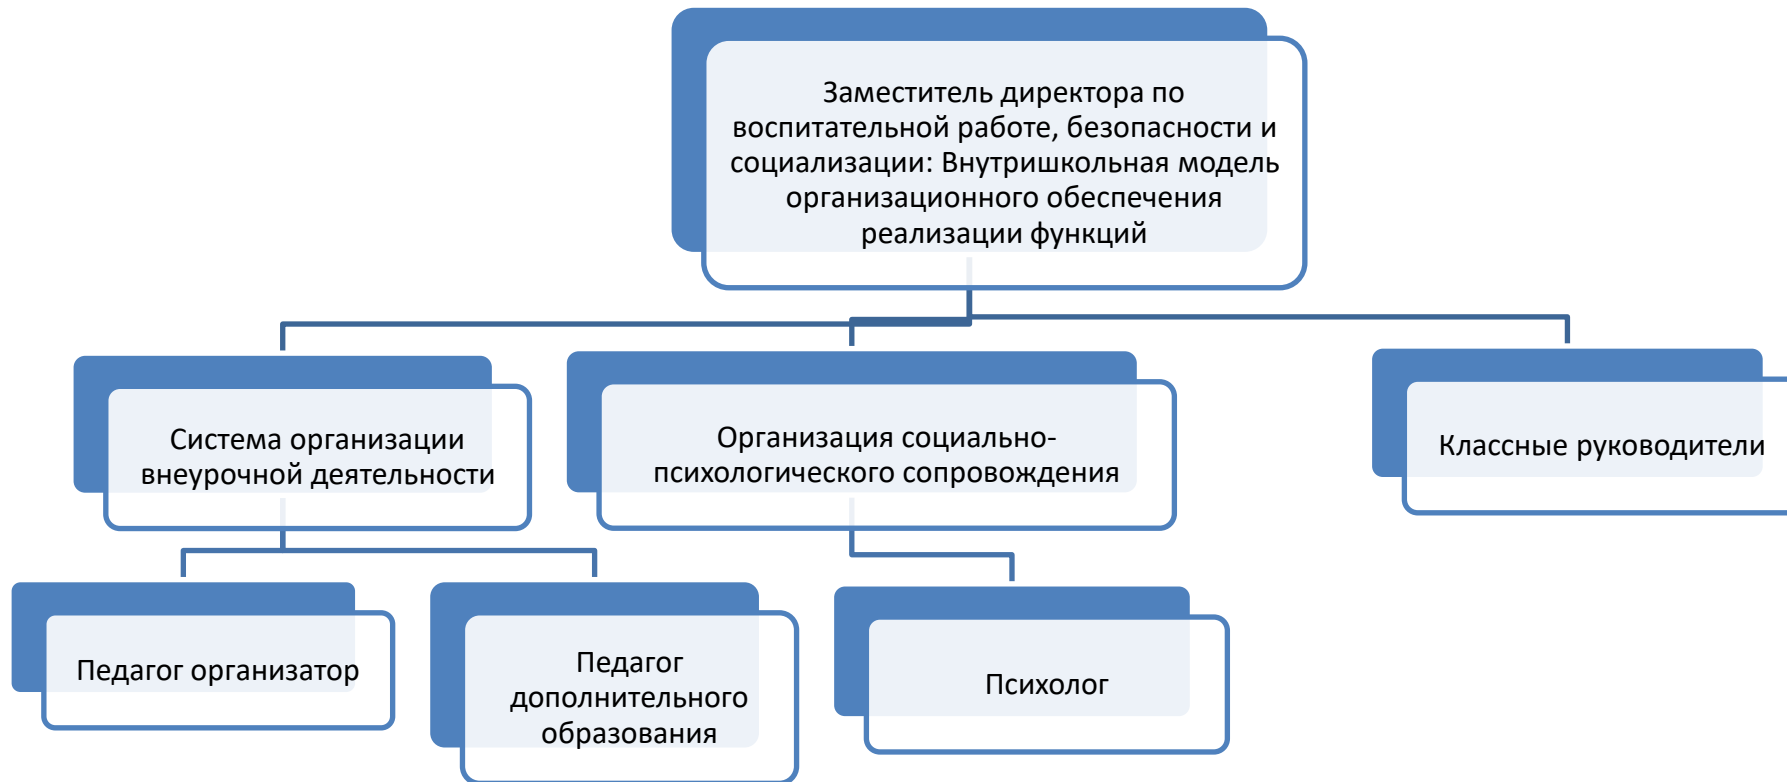 Заместитель директора по
воспитательной работе, безопасности и
социализации: Внутришкольная модель
организационного обеспечения
реализации функций
Система организации
внеурочной деятельности
Организация социально-
психологического сопровождения
Классные руководители
Педагог организатор
Педагог
дополнительного
образования
Психолог